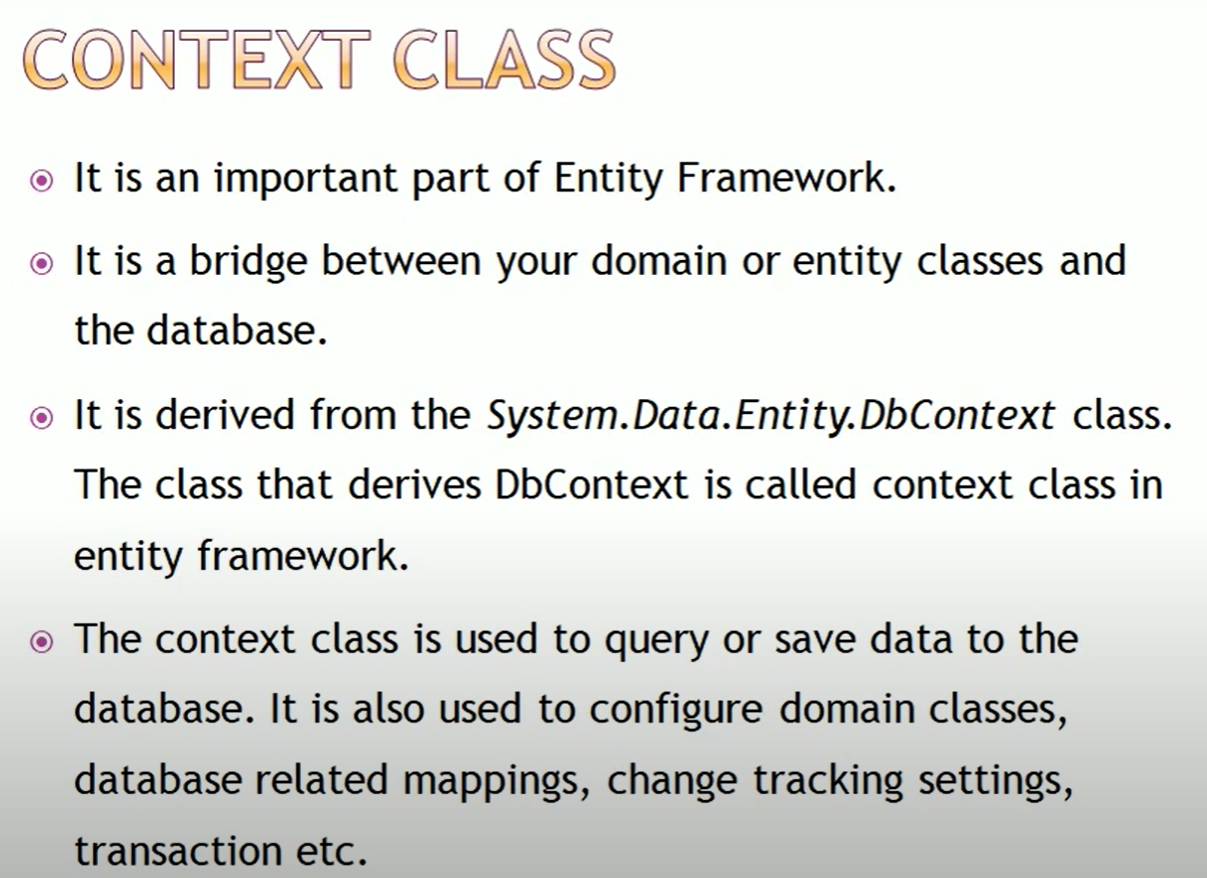 CONTEXT CLASS
It is an important part of Entity Framework.
It is a bridge between your domain or entity classes and
the database.
It is derived from the System.Data.Entity.DbContext class.
The class that derives DbContext is called context class in
entity framework.
The context class is used to query or save data to the
database. It is also used to configure domain classes,
database related mappings, change tracking settings,
transaction etc.